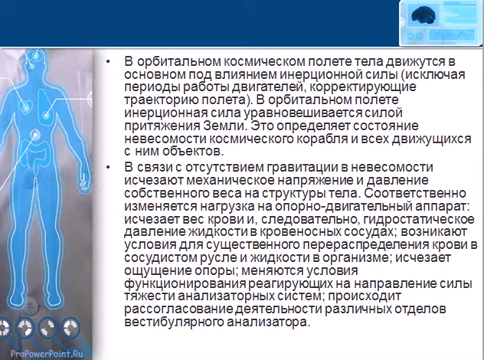 • В орбитальном космическом полете тела движутся в
основном под влиянием инерционной силы (исключая
периоды работы двигателей, корректирующие
траекторию полета). В орбитальном полете
инерционная сила уравновешивается силой
притяжения Земли. Это определяет состояние
невесомости космического корабля и всех движущихся
с ним объектов.
• В связи с отсутствием гравитации в невесомости
исчезают механическое напряжение и давление
собственного веса на структуры тела. Соответственно
изменяется нагрузка на опорно-двигательный аппарат:
исчезает вес крови и, следовательно, гидростатическое
давление жидкости в кровеносных сосудах; возникают
условия для существенного перераспределения крови в
сосудистом русле и жидкости в организме; исчезает
ощущение опоры; меняются условия
функционирования реагирующих на направление силы
тяжести анализаторных систем; происходит
рассогласование деятельности различных отделов
вестибулярного анализатора.
ProPowerPoint.Ru